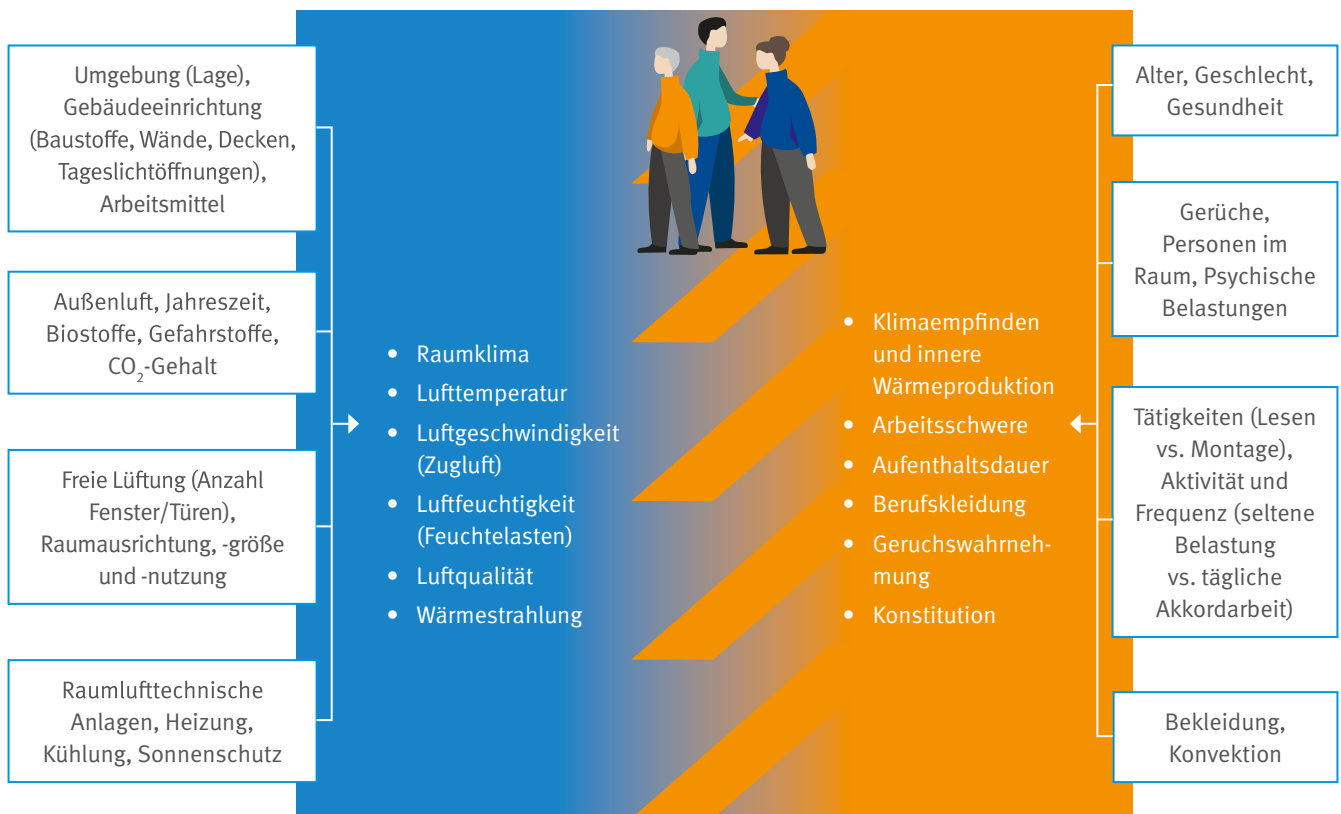 Umgebung (Lage),
Gebäudeeinrichtung
(Baustoffe, Wände, Decken,
Tageslichtöffnungen),
Arbeitsmittel
Außenluft, Jahreszeit,
Biostoffe, Gefahrstoffe,
CO₂-Gehalt
Freie Lüftung (Anzahl
Fenster/Türen),
Raumausrichtung, -größe
und -nutzung
Raumlufttechnische
Anlagen, Heizung,
Kühlung, Sonnenschutz
• Raumklima
• Lufttemperatur
• Luftgeschwindigkeit
(Zugluft)
• Luftfeuchtigkeit
(Feuchtelasten)
• Luftqualität
• Wärmestrahlung
• Klimaempfinden
und innere
Wärmeproduktion
• Arbeitsschwere
• Aufenthaltsdauer
• Berufskleidung
• Geruchswahrneh-
mung
• Konstitution
Alter, Geschlecht,
Gesundheit
Gerüche,
Personen im
Raum, Psychische
Belastungen
Tätigkeiten (Lesen
vs. Montage),
Aktivität und
Frequenz (seltene
Belastung
vs. tägliche
Akkordarbeit)
Bekleidung,
Konvektion